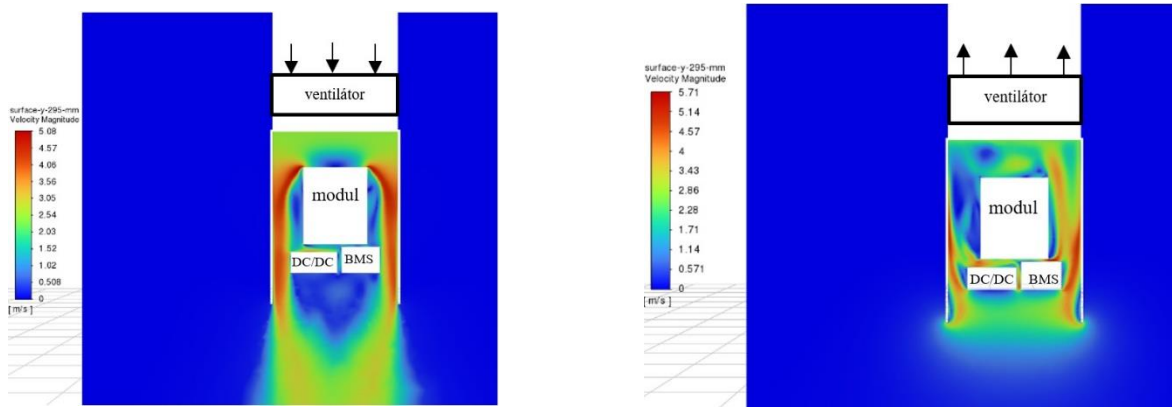 ventilátor
surface-y-295-mm
Velocity Magnitude
5.08
4.57
4.06
3.56
3.05
2.54
2.03
1.52
1.02
0.508
0
[ m/s ]
modul
DC/DC
BMS
ventilátor
surface-y-295-mm
Velocity Magnitude
5.71
5.14
4.57
4
3.43
2.86
2.28
1.71
1.14
0.571
0
[ m/s ]
modul
DC/DC
BMS